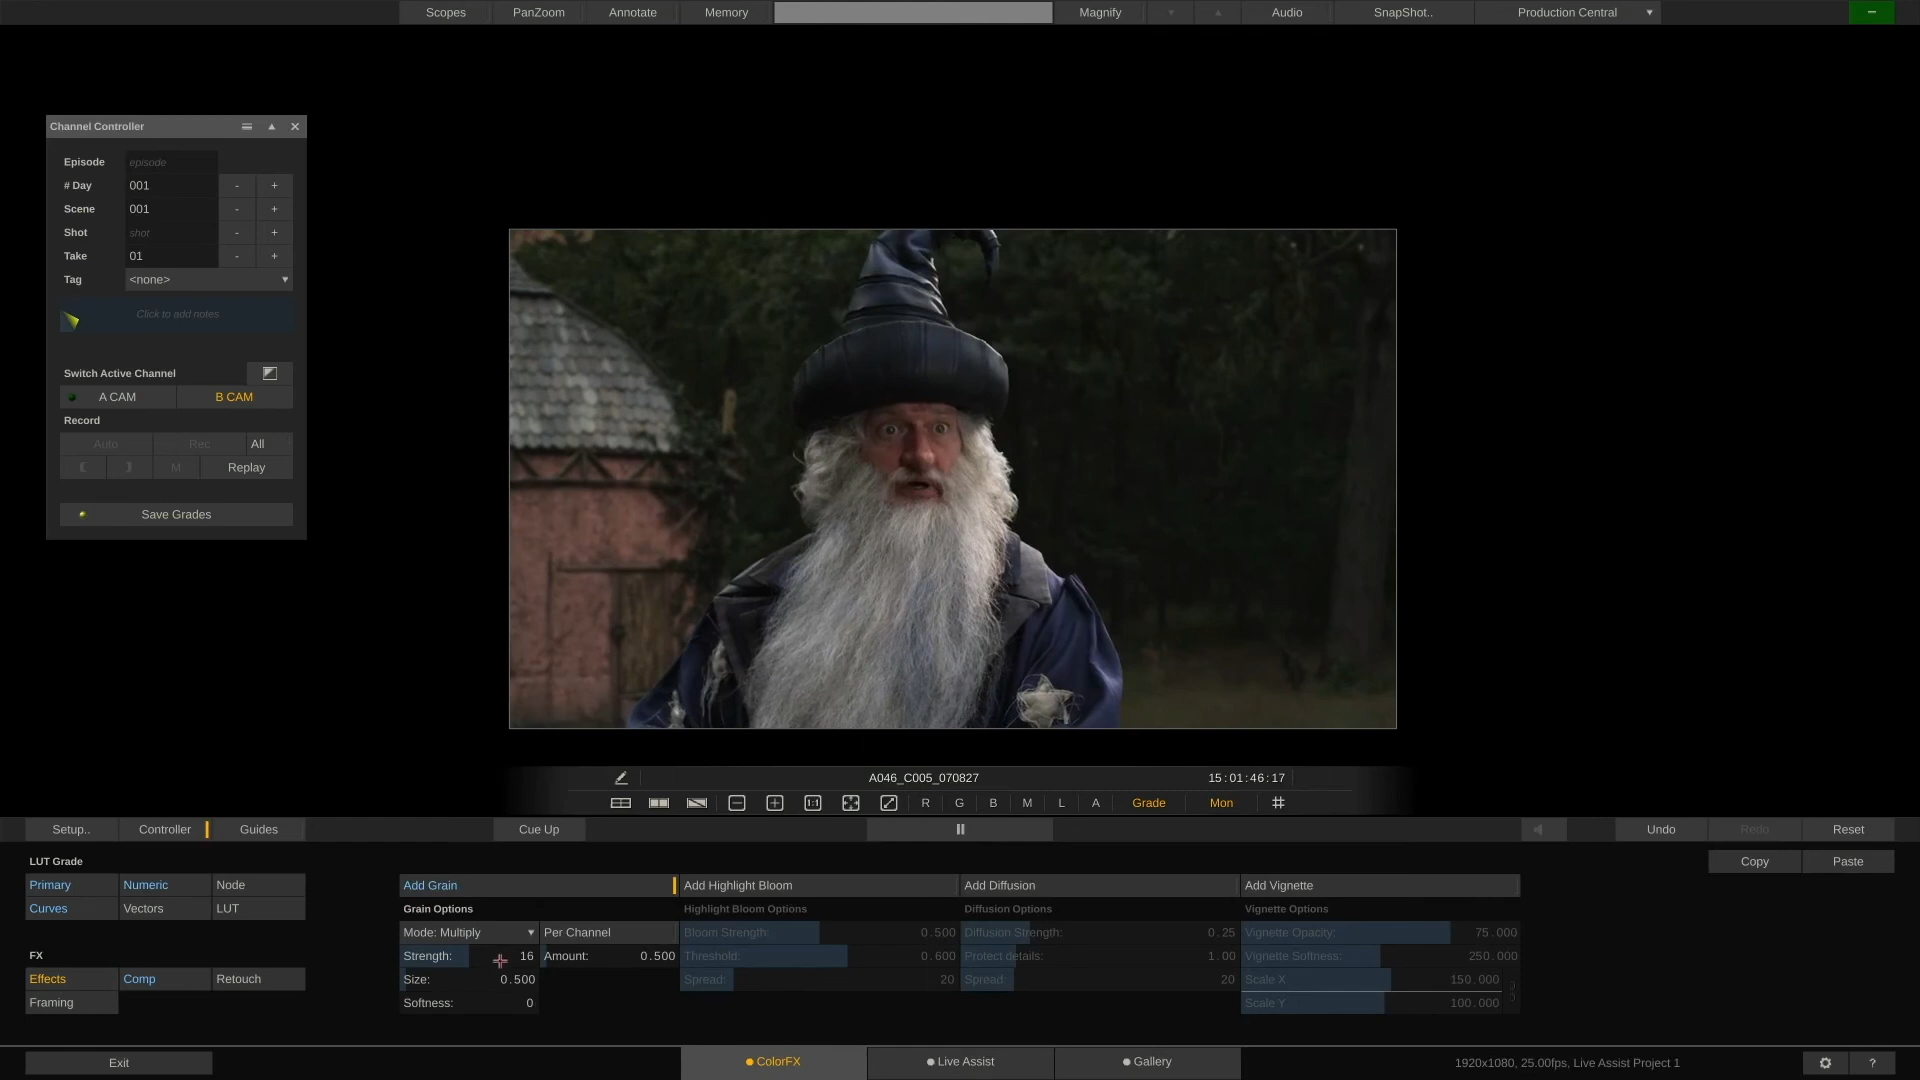 Scopes PanZoom Annotate Memory Magnify Audio SnapShot.. Production Central
Channel Controller
Episode episode
# Day 001 - +
Scene 001 - +
Shot shot - +
Take 01 - +
Tag <none>
Click to add notes
Switch Active Channel
A CAM B CAM
Record
Auto Rec All
M Replay
Save Grades
A046_C005_070827 15:01:46:17
1:1 R G B M L A Grade Mon
Setup.. Controller Guides Cue Up Undo Redo Reset
Copy Paste
LUT Grade
Primary Numeric Node
Curves Vectors LUT
FX
Effects Comp Retouch
Framing
Add Grain Add Highlight Bloom Add Diffusion Add Vignette
Grain Options Highlight Bloom Options Diffusion Options Vignette Options
Mode: Multiply Per Channel Bloom Strength: 0.500 Diffusion Strength: 0.25 Vignette Opacity: 75.000
Strength: 16 Amount: 0.500 Threshold: 0.600 Protect details: 1.00 Vignette Softness: 250.000
Size: 0.500 Spread: 20 Spread: 20 Scale X 150.000
Softness: 0 Scale Y 100.000
Exit ColorFX Live Assist Gallery 1920x1080, 25.00fps, Live Assist Project 1 ?